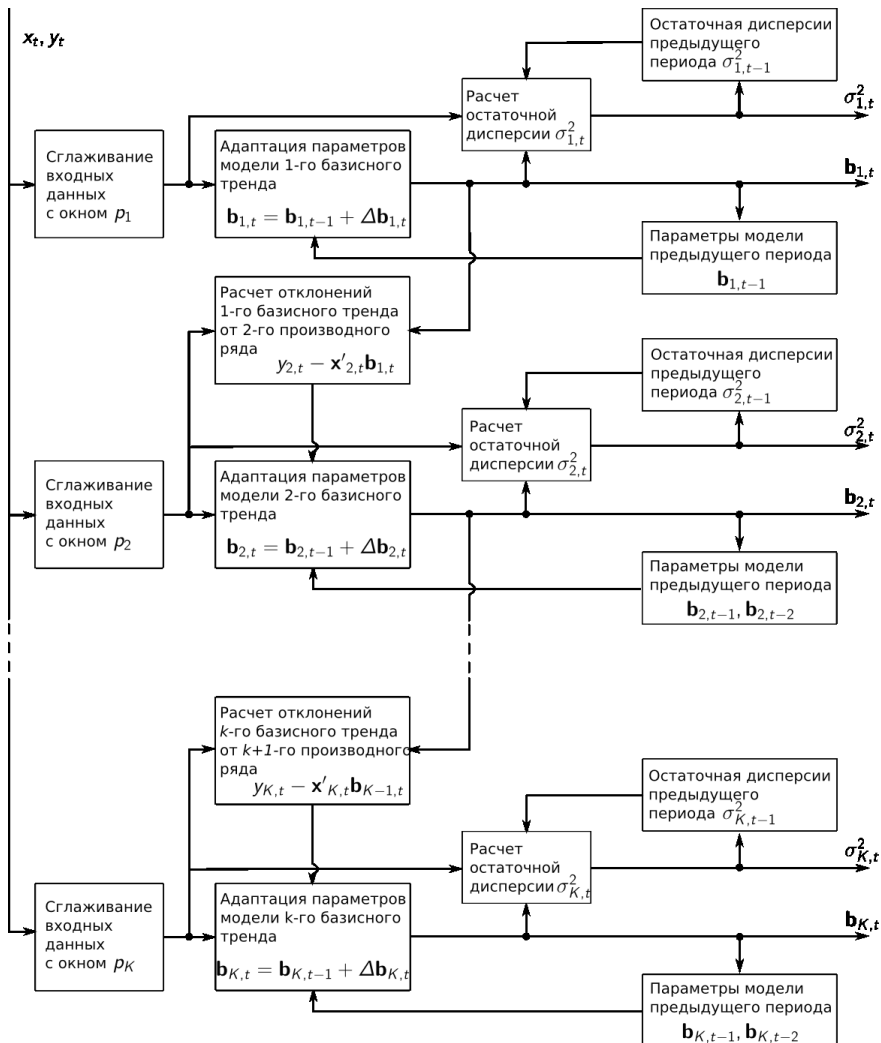 x_t, y_t
Остаточная дисперсии
предыдущего
периода σ²_{1,t−1}
Расчет
остаточной
дисперсии σ²_{1,t}
σ²_{1,t}
Сглаживание
входных
данных
с окном p_1
Адаптация параметров
модели 1-го базисного
тренда
b_{1,t} = b_{1,t−1} + Δb_{1,t}
b_{1,t}
Параметры модели
предыдущего периода
b_{1,t−1}
Расчет отклонений
1-го базисного тренда
от 2-го производного
ряда
y_{2,t} − x′_{2,t}b_{1,t}
Остаточная дисперсии
предыдущего
периода σ²_{2,t−1}
Расчет
остаточной
дисперсии σ²_{2,t}
σ²_{2,t}
Сглаживание
входных
данных
с окном p_2
Адаптация параметров
модели 2-го базисного
тренда
b_{2,t} = b_{2,t−1} + Δb_{2,t}
b_{2,t}
Параметры модели
предыдущего периода
b_{2,t−1}, b_{2,t−2}
Расчет отклонений
k-го базисного тренда
от k+1-го производного
ряда
y_{K,t} − x′_{K,t}b_{K−1,t}
Остаточная дисперсии
предыдущего
периода σ²_{K,t−1}
Расчет
остаточной
дисперсии σ²_{K,t}
σ²_{K,t}
Сглаживание
входных
данных
с окном p_K
Адаптация параметров
модели k-го базисного
тренда
b_{K,t} = b_{K,t−1} + Δb_{K,t}
b_{K,t}
Параметры модели
предыдущего периода
b_{K,t−1}, b_{K,t−2}